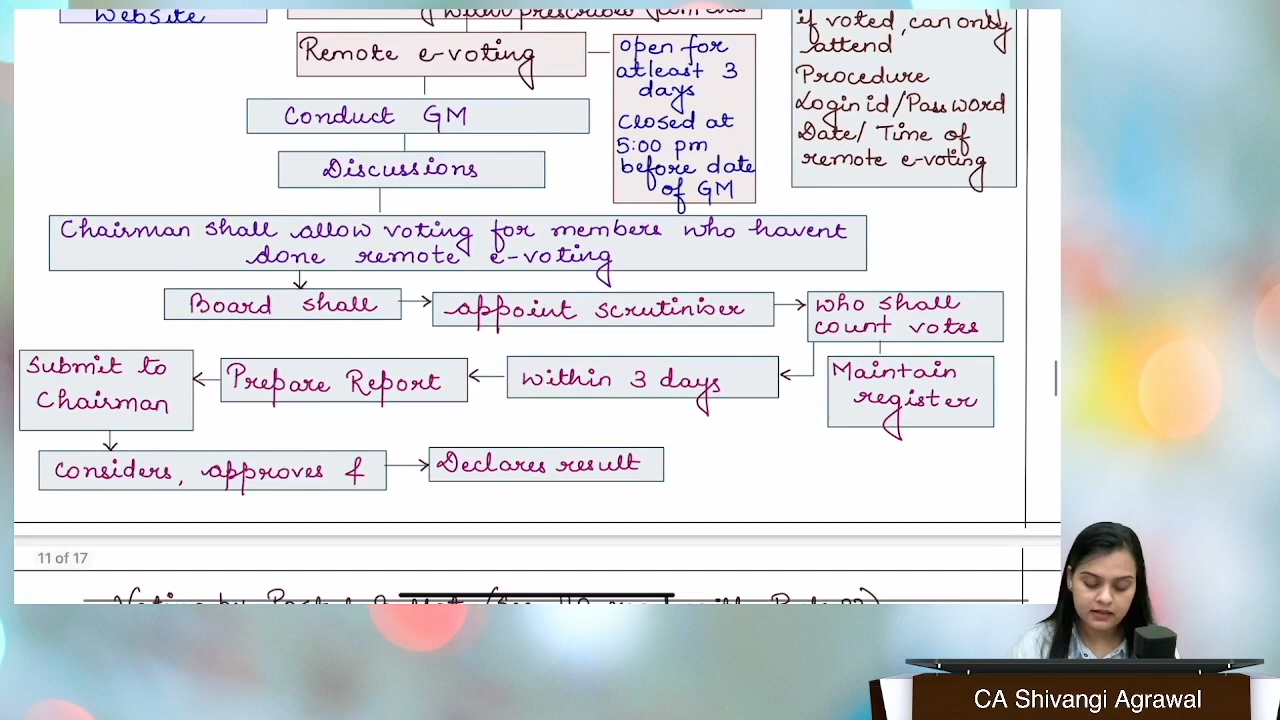 Website
with prescribed
if voted, can only
attend
Procedure
Login id/Password
Date/ Time of
remote e-voting
Remote e-voting
open for
atleast 3
days
Closed at
5:00 pm
before date
of GM
Conduct GM
Discussions
Chairman shall allow voting for members who havent
done remote e-voting
Board shall
appoint scrutiniser
who shall
count votes
Maintain
register
within 3 days
Prepare Report
Submit to
Chairman
considers, approves &
Declares result
11 of 17
CA Shivangi Agrawal